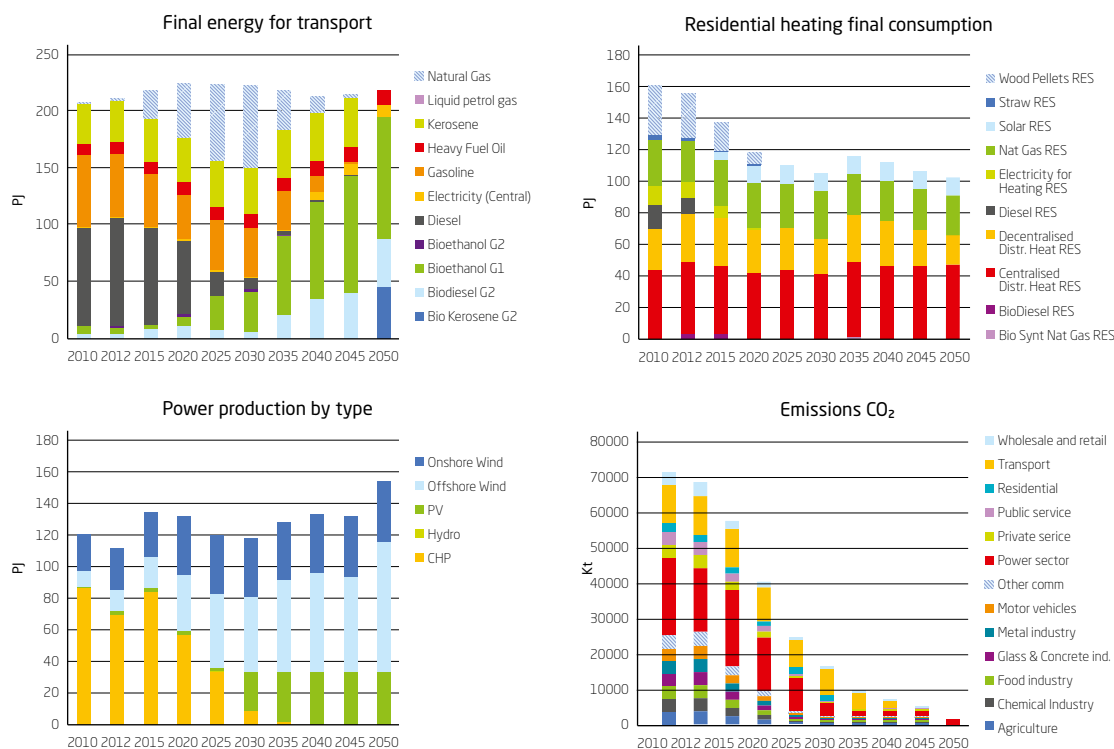 Final energy for transport
PJ
250
200
150
100
50
0
2010 2012 2015 2020 2025 2030 2035 2040 2045 2050
Natural Gas
Liquid petrol gas
Kerosene
Heavy Fuel Oil
Gasoline
Electricity (Central)
Diesel
Bioethanol G2
Bioethanol G1
Biodiesel G2
Bio Kerosene G2
Residential heating final consumption
PJ
180
160
140
120
100
80
60
40
20
0
2010 2012 2015 2020 2025 2030 2035 2040 2045 2050
Wood Pellets RES
Straw RES
Solar RES
Nat Gas RES
Electricity for
Heating RES
Diesel RES
Decentralised
Distr. Heat RES
Centralised
Distr. Heat RES
BioDiesel RES
Bio Synt Nat Gas RES
Power production by type
PJ
180
160
140
120
100
80
60
40
20
0
2010 2012 2015 2020 2025 2030 2035 2040 2045 2050
Onshore Wind
Offshore Wind
PV
Hydro
CHP
Emissions CO₂
Kt
80000
70000
60000
50000
40000
30000
20000
10000
0
2010 2012 2015 2020 2025 2030 2035 2040 2045 2050
Wholesale and retail
Transport
Residential
Public service
Private serice
Power sector
Other comm
Motor vehicles
Metal industry
Glass & Concrete ind.
Food industry
Chemical Industry
Agriculture